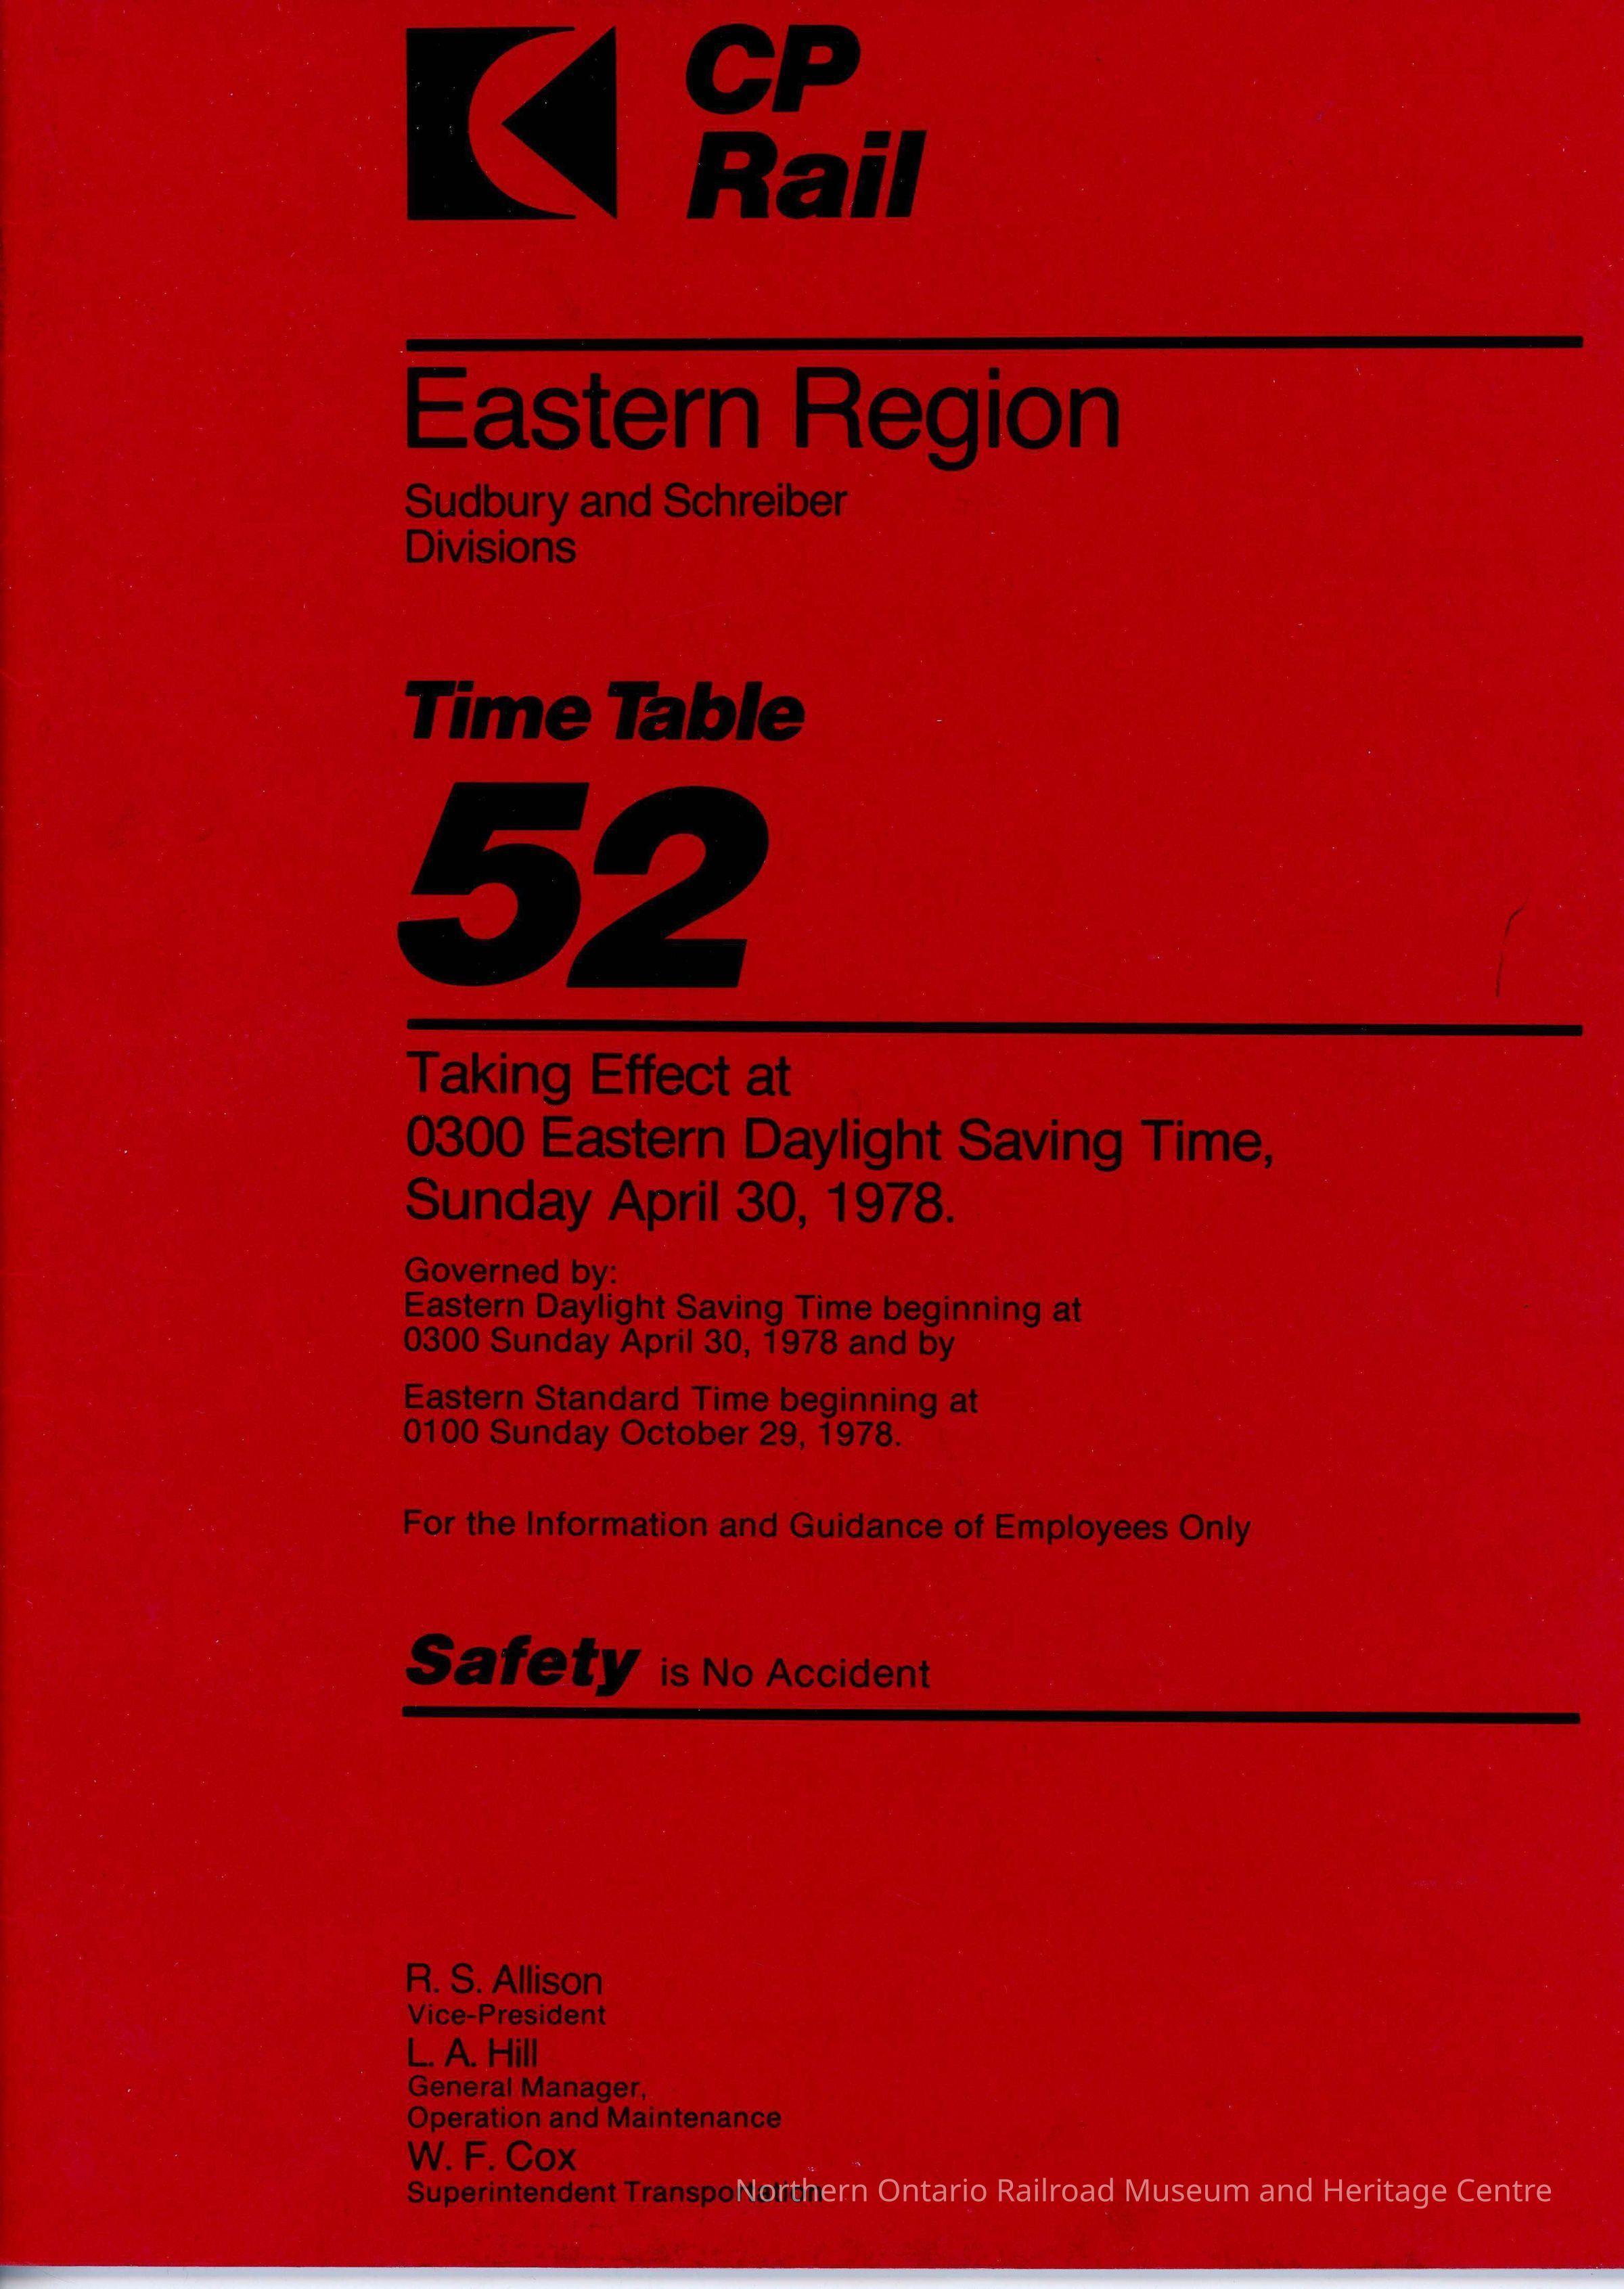 CP
Rail
Eastern Region
Sudbury and Schreiber
Divisions
Time Table
52
Taking Effect at
0300 Eastern Daylight Saving Time,
Sunday April 30, 1978.
Governed by:
Eastern Daylight Saving Time beginning at
0300 Sunday April 30, 1978 and by
Eastern Standard Time beginning at
0100 Sunday October 29, 1978.
For the Information and Guidance of Employees Only
Safety is No Accident
R. S. Allison
Vice-President
L. A. Hill
General Manager,
Operation and Maintenance
W. F. Cox
Superintendent Transportation
Northern Ontario Railroad Museum and Heritage Centre